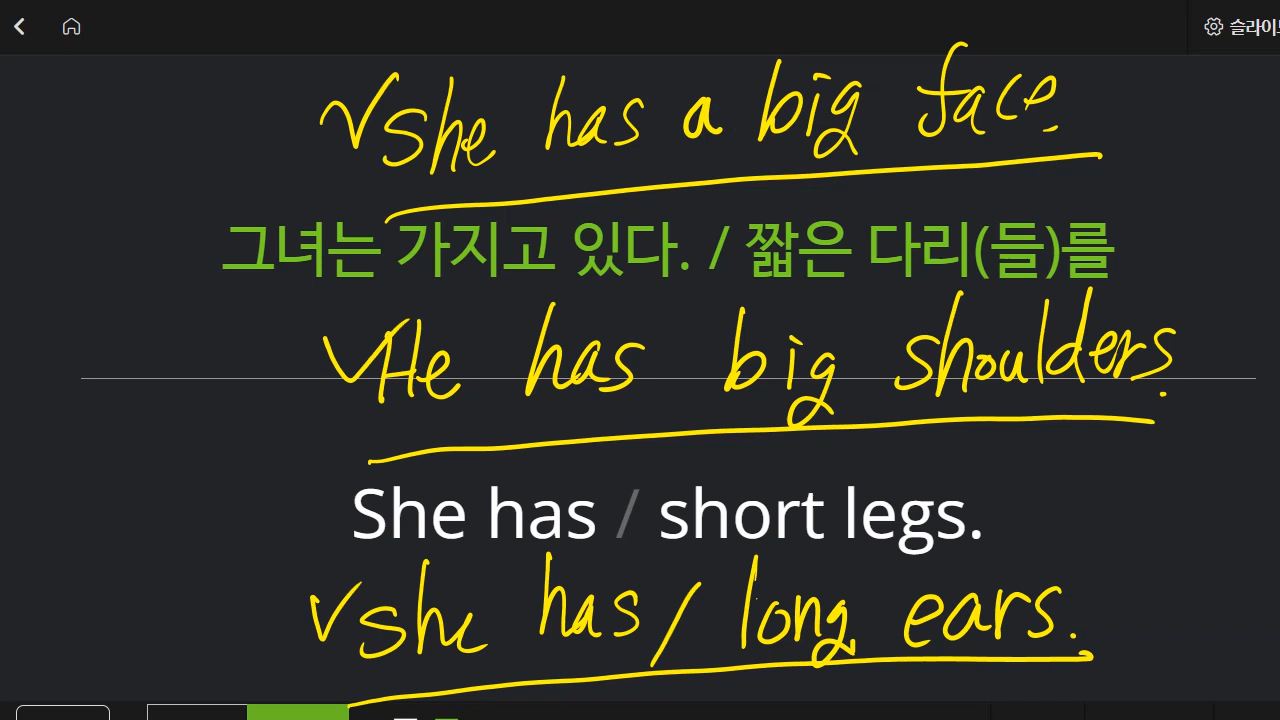 슬라이드
✓she has a big face.
그녀는 가지고 있다. / 짧은 다리(들)를
✓He has big shoulders.
She has / short legs.
✓she has / long ears.